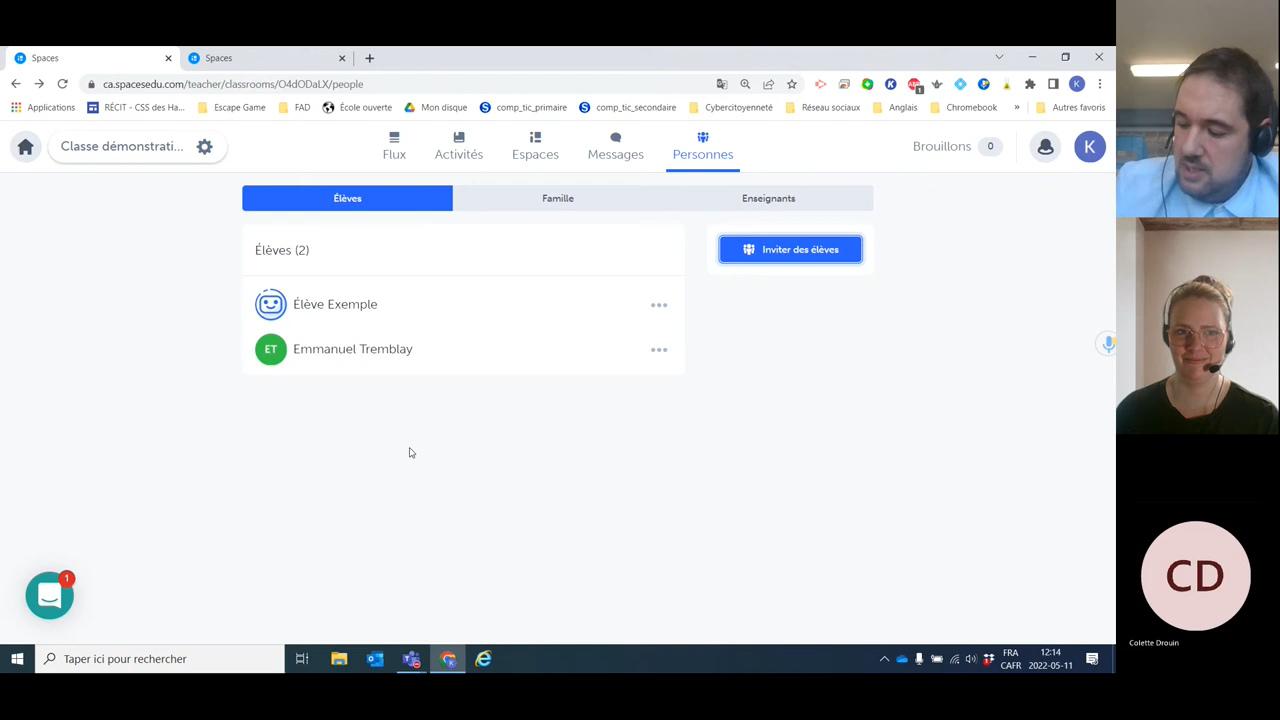 Spaces
Spaces
ca.spacesedu.com/teacher/classrooms/O4dODaLX/people
Applications
RÉCIT - CSS des Ha...
Escape Game
FAD
École ouverte
Mon disque
comp_tic_primaire
comp_tic_secondaire
Cybercitoyenneté
Réseau sociaux
Anglais
Chromebook
»
Autres favoris
Classe démonstrati...
Flux
Activités
Espaces
Messages
Personnes
Brouillons 0
K
Élèves
Famille
Enseignants
Élèves (2)
Inviter des élèves
Élève Exemple
ET Emmanuel Tremblay
1
CD
Colette Drouin
Taper ici pour rechercher
FRA
CAFR
12:14
2022-05-11